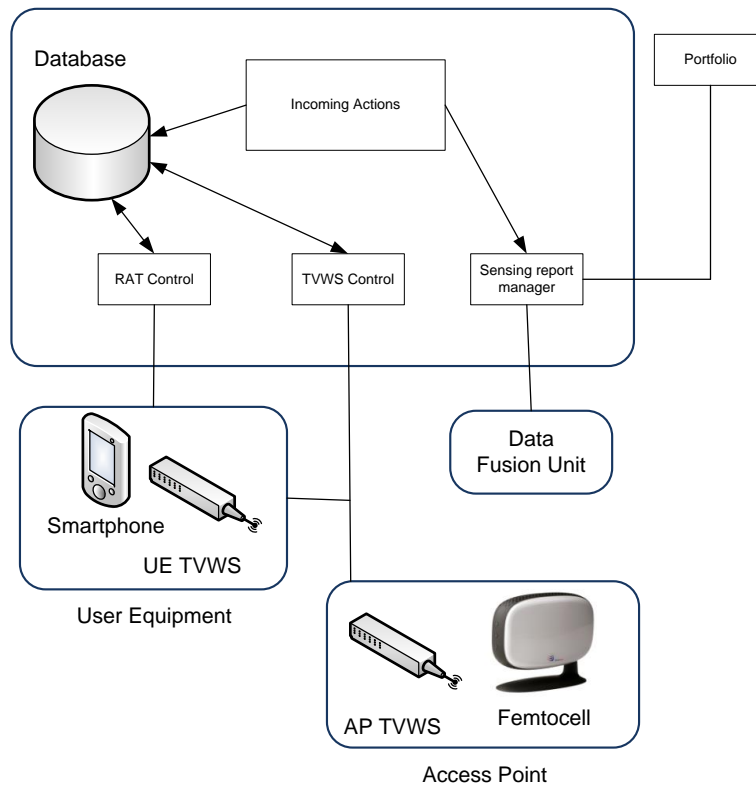 Database
Incoming Actions
Portfolio
RAT Control
TVWS Control
Sensing report
manager
Data
Fusion Unit
Smartphone
UE TVWS
User Equipment
AP TVWS
Femtocell
Access Point